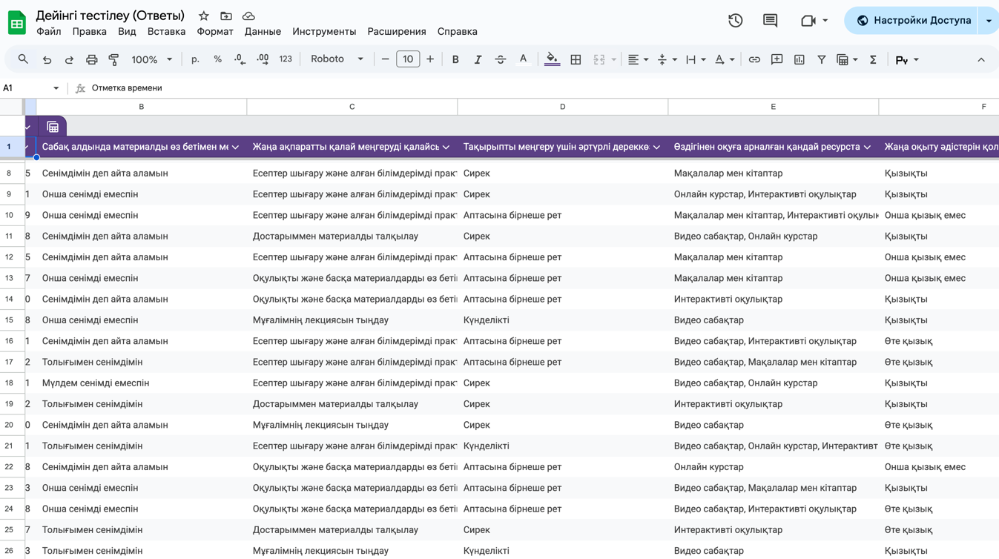 Дейінгі тестілеу (Ответы)
Файл Правка Вид Вставка Формат Данные Инструменты Расширения Справка
Настройки Доступа
100% р. % .0 .00 123 Roboto − 10 + B I A Σ Ру
A1 fx Отметка времени
B C D E F
1 Сабақ алдында материалды өз бетімен ме Жаңа ақпаратты қалай меңгеруді қалайсь Тақырыпты меңгеру үшін әртүрлі дереккө Өздігінен оқуға арналған қандай ресурста Жаңа оқыту әдістерін қол
8 5 Сенімдімін деп айта аламын Есептер шығару және алған білімдерімді прак Сирек Мақалалар мен кітаптар Қызықты
9 1 Онша сенімді емеспін Есептер шығару және алған білімдерімді прак Сирек Онлайн курстар, Интерактивті оқулықтар Қызықты
10 9 Онша сенімді емеспін Есептер шығару және алған білімдерімді прак Аптасына бірнеше рет Мақалалар мен кітаптар, Интерактивті оқулық Онша қызық емес
11 8 Сенімдімін деп айта аламын Достарыммен материалды талқылау Сирек Видео сабақтар, Онлайн курстар Қызықты
12 5 Сенімдімін деп айта аламын Есептер шығару және алған білімдерімді прак Аптасына бірнеше рет Мақалалар мен кітаптар Онша қызық емес
13 7 Онша сенімді емеспін Оқулықты және басқа материалдарды өз беті Аптасына бірнеше рет Мақалалар мен кітаптар Онша қызық емес
14 0 Сенімдімін деп айта аламын Оқулықты және басқа материалдарды өз беті Аптасына бірнеше рет Интерактивті оқулықтар Қызықты
15 8 Онша сенімді емеспін Мұғалімнің лекциясын тыңдау Күнделікті Видео сабақтар Қызықты
16 1 Сенімдімін деп айта аламын Есептер шығару және алған білімдерімді прак Аптасына бірнеше рет Видео сабақтар, Интерактивті оқулықтар Өте қызық
17 2 Толығымен сенімдімін Есептер шығару және алған білімдерімді прак Аптасына бірнеше рет Видео сабақтар, Мақалалар мен кітаптар Өте қызық
18 1 Мүлдем сенімді емеспін Есептер шығару және алған білімдерімді прак Сирек Видео сабақтар, Онлайн курстар Қызықты
19 2 Толығымен сенімдімін Достарыммен материалды талқылау Сирек Интерактивті оқулықтар Қызықты
20 0 Сенімдімін деп айта аламын Мұғалімнің лекциясын тыңдау Сирек Видео сабақтар Өте қызық
21 1 Толығымен сенімдімін Есептер шығару және алған білімдерімді прак Күнделікті Видео сабақтар, Онлайн курстар, Интерактивт Өте қызық
22 8 Сенімдімін деп айта аламын Оқулықты және басқа материалдарды өз беті Аптасына бірнеше рет Онлайн курстар Онша қызық емес
23 3 Онша сенімді емеспін Оқулықты және басқа материалдарды өз беті Аптасына бірнеше рет Видео сабақтар, Мақалалар мен кітаптар Қызықты
24 8 Онша сенімді емеспін Оқулықты және басқа материалдарды өз беті Аптасына бірнеше рет Видео сабақтар, Интерактивті оқулықтар Өте қызық
25 7 Толығымен сенімдімін Достарыммен материалды талқылау Сирек Интерактивті оқулықтар Өте қызық
26 3 Толығымен сенімдімін Мұғалімнің лекциясын тыңдау Күнделікті Видео сабақтар Қызықты